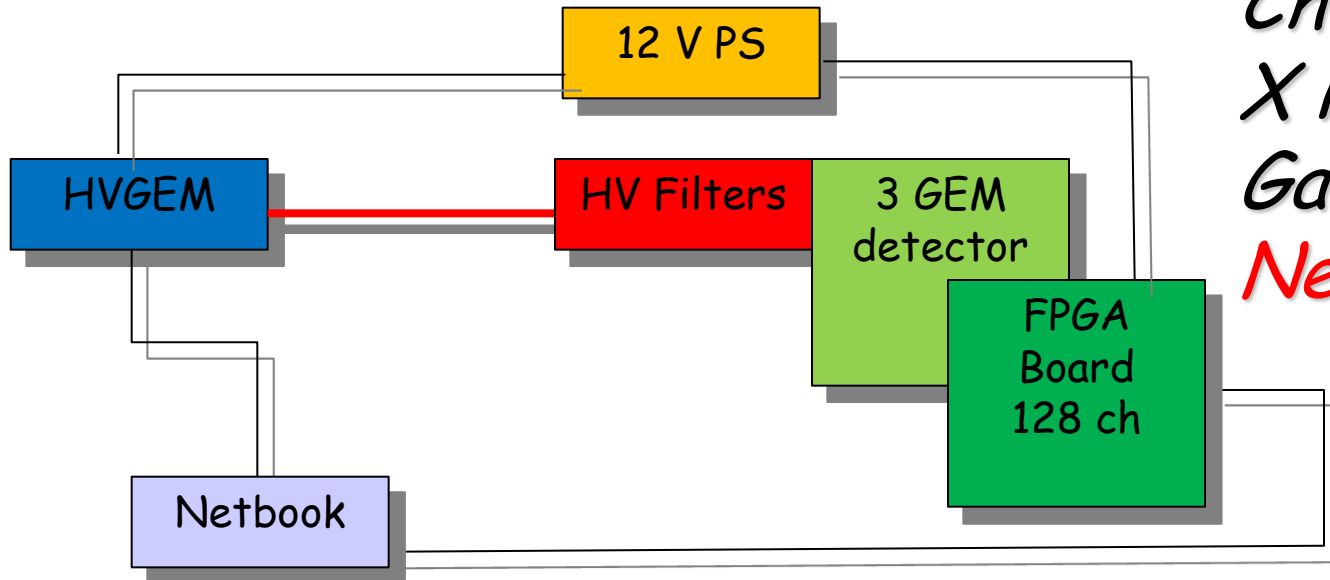 12 V PS
HVGEM
HV Filters
3 GEM
detector
FPGA
Board
128 ch
Netbook
X